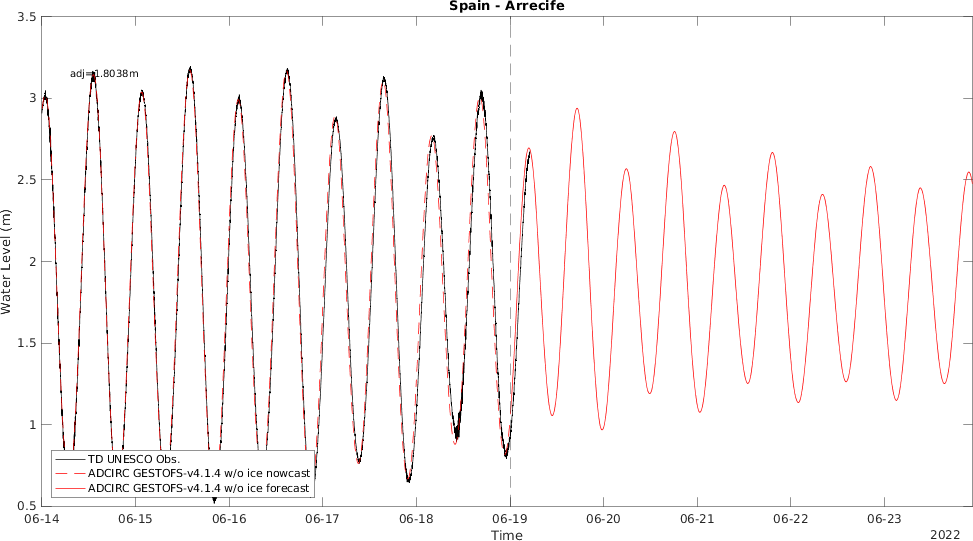 Spain - Arrecife
adj=1.8038m
Water Level (m)
3.5
3
2.5
2
1.5
1
0.5
TD UNESCO Obs.
ADCIRC GESTOFS-v4.1.4 w/o ice nowcast
ADCIRC GESTOFS-v4.1.4 w/o ice forecast
06-14 06-15 06-16 06-17 06-18 06-19 06-20 06-21 06-22 06-23
Time
2022